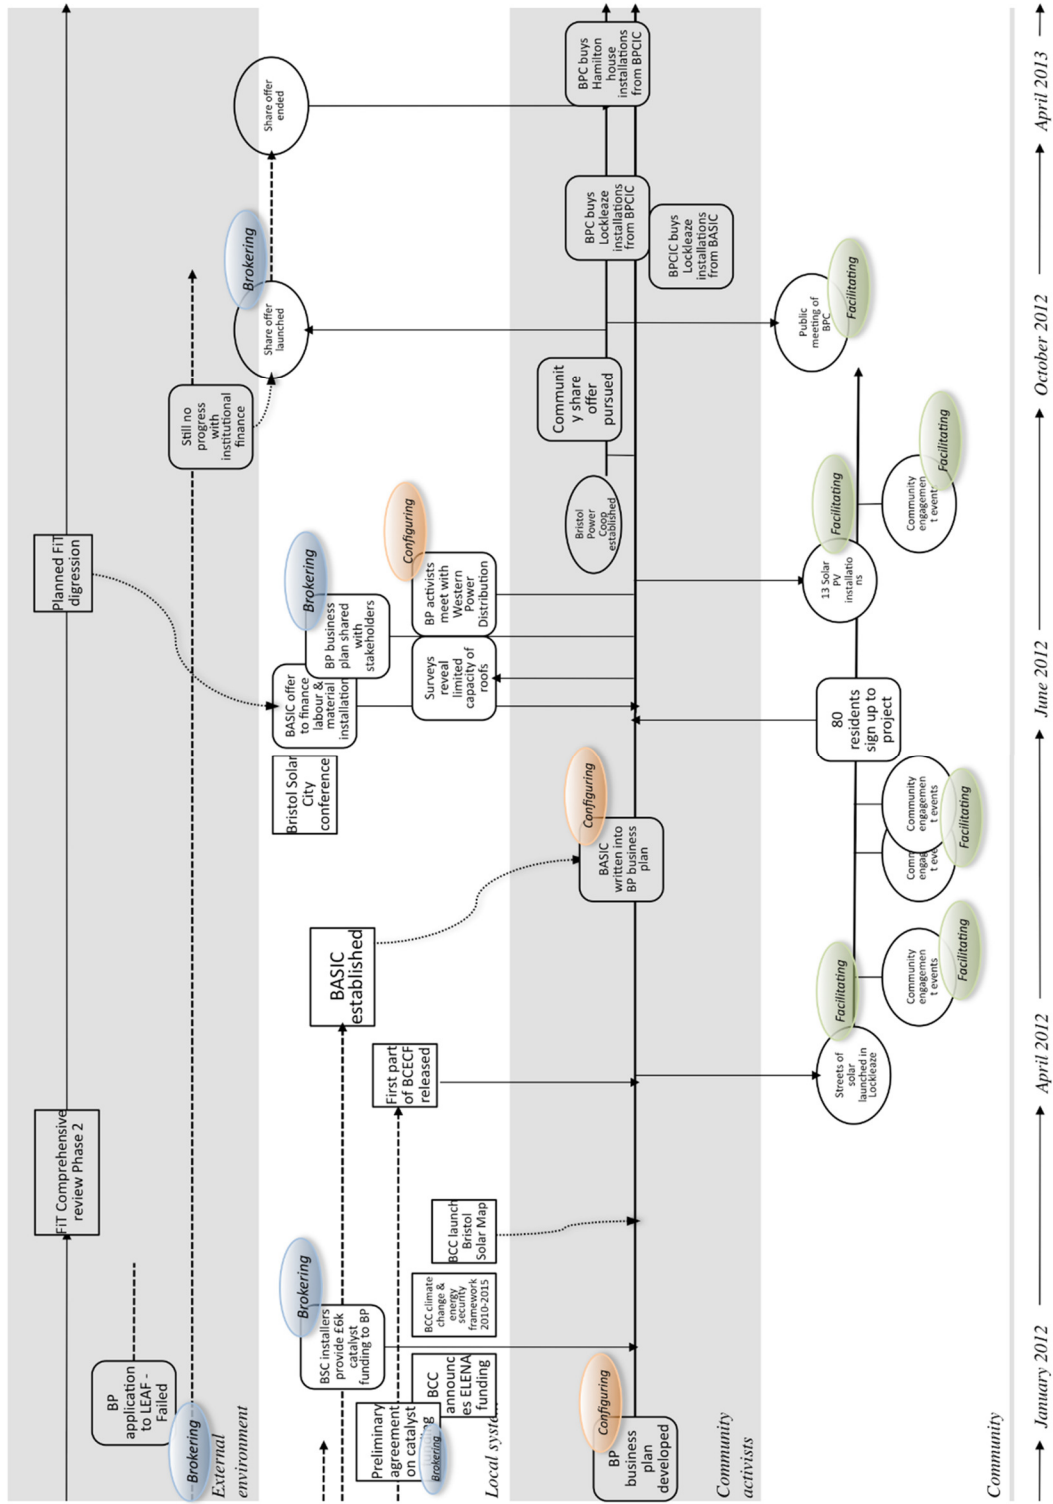 Planned FiT
digression
FiT Comprehensive
review Phase 2
BP
application
to LEAF -
Failed
Brokering
External
environment
Still no
progress
with
institutional
finance
Share offer
ended
Brokering
Share offer
launched
Brokering
BP business
plan shared
with
stakeholders
BASIC offer
to finance
labour &
material
installation
Bristol Solar
City
conference
Configuring
BP activists
meet with
Western
Power
Distribution
Surveys
reveal
limited
capacity of
roofs
BASIC
established
First part
of BCECF
released
Brokering
BSC installers
provide £6k
catalyst
funding to BP
BCC launch
Bristol
Solar Map
BCC climate
change &
energy
security
framework
2010-2015
BCC
announc
es ELENA
funding
Preliminary
agreement
on catalyst
Brokering
Local syste...
BPC buys
Hamilton
house
installations
from BPCIC
BPC buys
Lockleaze
installations
from BPCIC
BPCIC buys
Lockleaze
installations
from BASIC
Communit
y share
offer
pursued
Bristol
Power
Coop
established
Configuring
BASIC
written into
BP business
plan
Configuring
BP
business
plan
developed
Community
activists
Public
meeting of
BPC
Facilitating
Facilitating
13 Solar
PV
installatio
ns
Facilitating
Community
engagemen
t events
80
residents
sign up to
project
Community
engagemen
t events
Facilitating
Facilitating
Community
engagemen
t events
Facilitating
Streets of
solar
launched in
Lockleaze
Community
January 2012
April 2012
June 2012
October 2012
April 2013